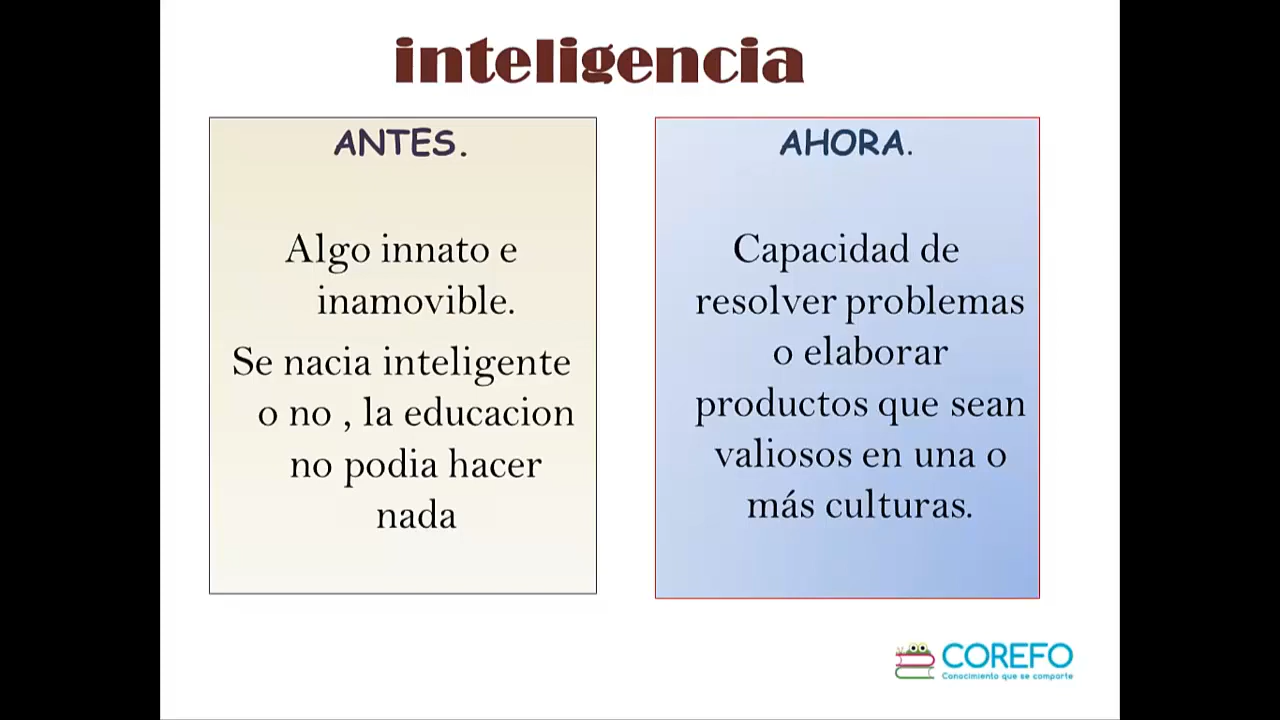 inteligencia
ANTES.
Algo innato e
inamovible.
Se nacia inteligente
o no , la educacion
no podia hacer
nada
AHORA.
Capacidad de
resolver problemas
o elaborar
productos que sean
valiosos en una o
más culturas.
COREFO
Conocimiento que se comparte